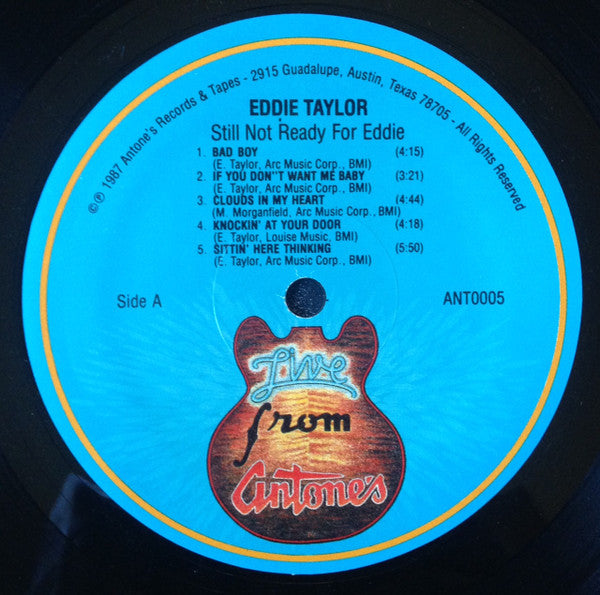 ©℗ 1987 Antone's Records & Tapes - 2915 Guadalupe, Austin, Texas 78705 - All Rights Reserved
EDDIE TAYLOR
Still Not Ready For Eddie
1. BAD BOY (4:15)
(E. Taylor, Arc Music Corp., BMI)
2. IF YOU DON''T WANT ME BABY (3:21)
(E. Taylor, Arc Music Corp., BMI)
3. CLOUDS IN MY HEART (4:44)
(M. Morganfield, Arc Music Corp., BMI)
4. KNOCKIN' AT YOUR DOOR (4:18)
(E. Taylor, Louise Music, BMI)
5. SITTIN' HERE THINKING (5:50)
(E. Taylor, Arc Music Corp., BMI)
Side A ANT0005
Live
from
antone's